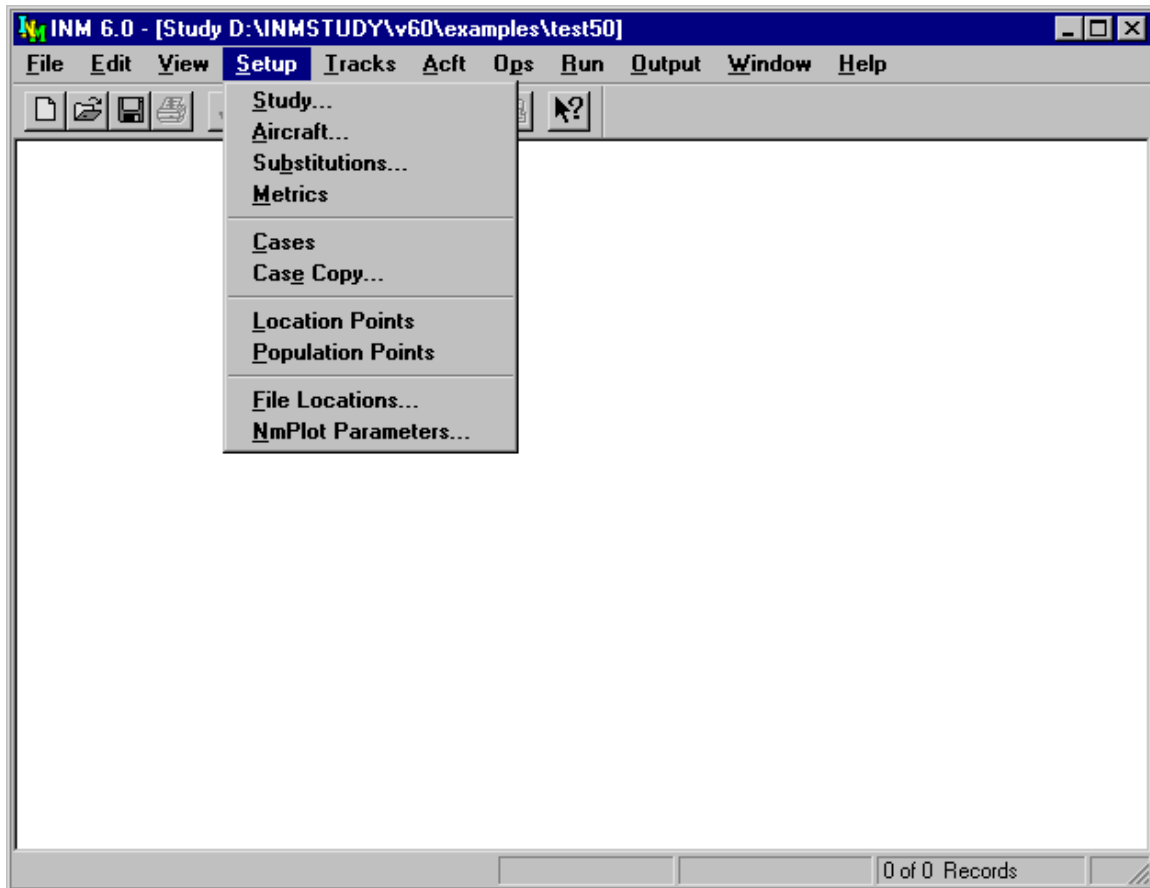 INM 6.0 - [Study D:\INMSTUDY\v60\examples\test50]
File Edit View Setup Tracks Acft Ops Run Output Window Help
Study...
Aircraft...
Substitutions...
Metrics
Cases
Case Copy...
Location Points
Population Points
File Locations...
NmPlot Parameters...
0 of 0 Records